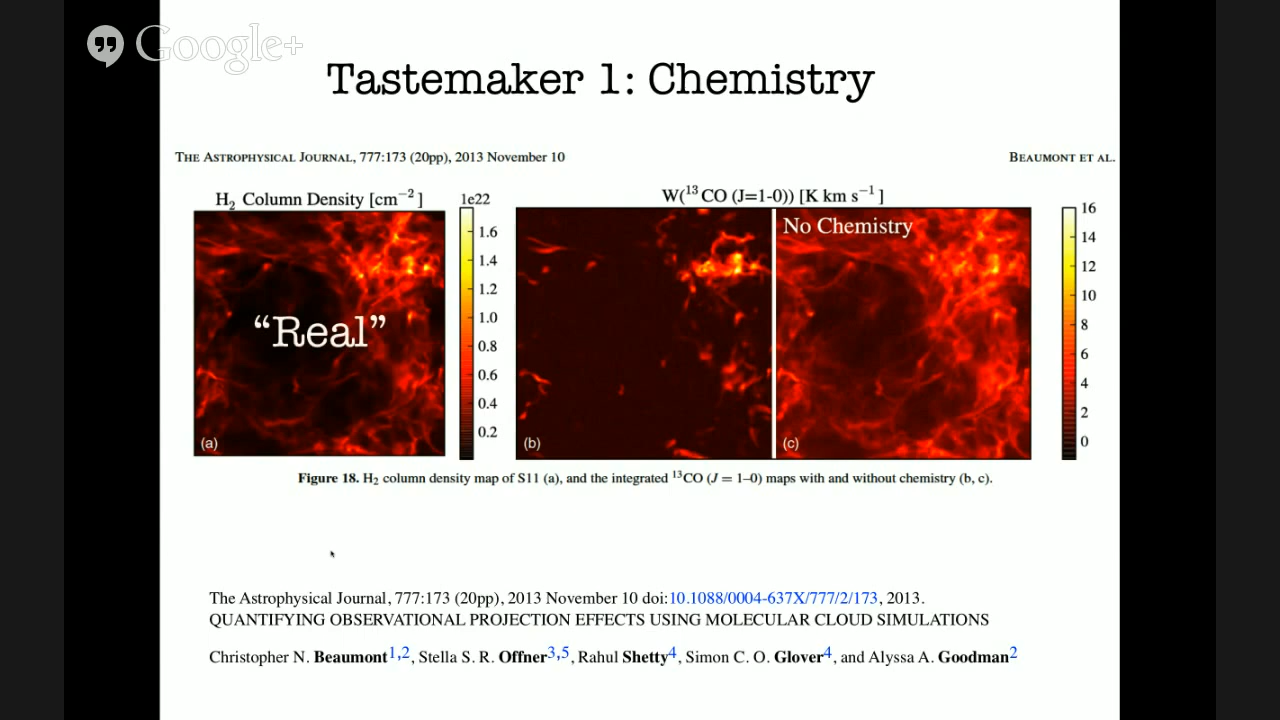 Google+
Tastemaker 1: Chemistry
THE ASTROPHYSICAL JOURNAL, 777:173 (20pp), 2013 November 10
BEAUMONT ET AL.
H₂ Column Density [cm⁻²]
1e22
W(¹³CO (J=1-0)) [K km s⁻¹]
1.6
1.4
1.2
1.0
0.8
0.6
0.4
0.2
“Real”
(a)
(b)
No Chemistry
(c)
16
14
12
10
8
6
4
2
0
Figure 18. H₂ column density map of S11 (a), and the integrated ¹³CO (J = 1–0) maps with and without chemistry (b, c).
The Astrophysical Journal, 777:173 (20pp), 2013 November 10 doi:10.1088/0004-637X/777/2/173, 2013.
QUANTIFYING OBSERVATIONAL PROJECTION EFFECTS USING MOLECULAR CLOUD SIMULATIONS
Christopher N. Beaumont1,2, Stella S. R. Offner3,5, Rahul Shetty4, Simon C. O. Glover4, and Alyssa A. Goodman2